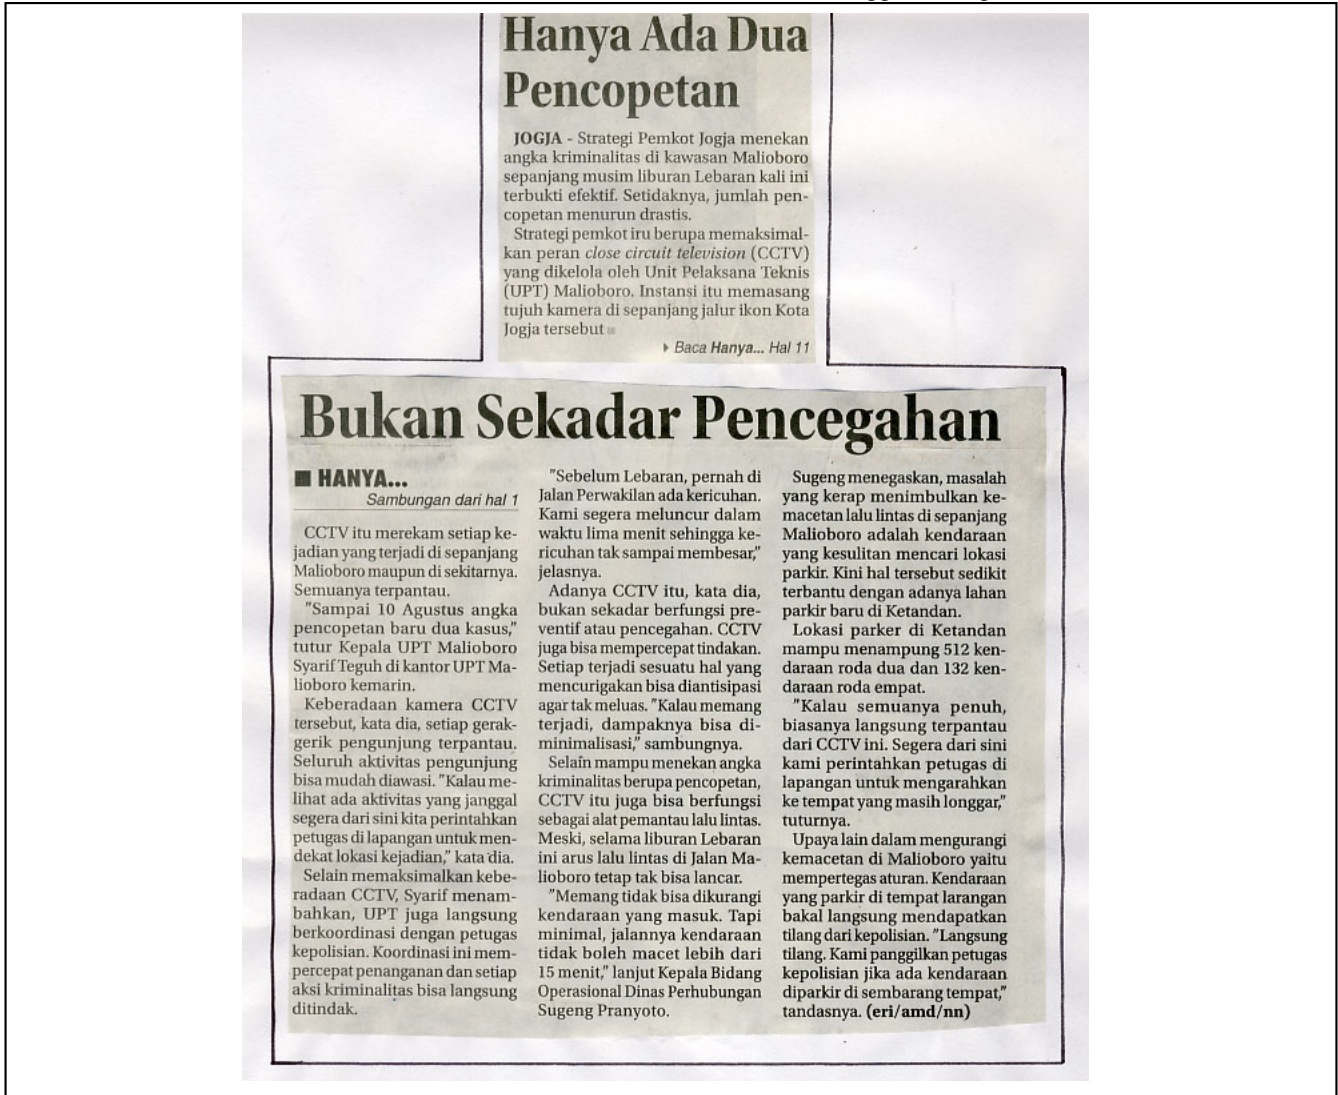 Hanya Ada Dua
Pencopetan
JOGJA - Strategi Pemkot Jogja menekan
angka kriminalitas di kawasan Malioboro
sepanjang musim liburan Lebaran kali ini
terbukti efektif. Setidaknya, jumlah pen-
copetan menurun drastis.
Strategi pemkot iru berupa memaksimal-
kan peran close circuit television (CCTV)
yang dikelola oleh Unit Pelaksana Teknis
(UPT) Malioboro. Instansi itu memasang
tujuh kamera di sepanjang jalur ikon Kota
Jogja tersebut
Baca Hanya... Hal 11
Bukan Sekadar Pencegahan
HANYA...
Sambungan dari hal 1
CCTV itu merekam setiap ke-
jadian yang terjadi di sepanjang
Malioboro maupun di sekitarnya.
Semuanya terpantau.
"Sampai 10 Agustus angka
pencopetan baru dua kasus,"
tutur Kepala UPT Malioboro
Syarif Teguh di kantor UPT Ma-
lioboro kemarin.
Keberadaan kamera CCTV
tersebut, kata dia, setiap gerak-
gerik pengunjung terpantau.
Seluruh aktivitas pengunjung
bisa mudah diawasi. "Kalau me-
lihat ada aktivitas yang janggal
segera dari sini kita perintahkan
petugas di lapangan untuk men-
dekat lokasi kejadian," kata dia.
Selain memaksimalkan kebe-
radaan CCTV, Syarif menam-
bahkan, UPT juga langsung
berkoordinasi dengan petugas
kepolisian. Koordinasi ini mem-
percepat penanganan dan setiap
aksi kriminalitas bisa langsung
ditindak.
"Sebelum Lebaran, pernah di
Jalan Perwakilan ada kericuhan.
Kami segera meluncur dalam
waktu lima menit sehingga ke-
ricuhan tak sampai membesar,"
jelasnya.
Adanya CCTV itu, kata dia,
bukan sekadar berfungsi pre-
ventif atau pencegahan. CCTV
juga bisa mempercepat tindakan.
Setiap terjadi sesuatu hal yang
mencurigakan bisa diantisipasi
agar tak meluas. "Kalau memang
terjadi, dampaknya bisa di-
minimalisasi," sambungnya.
Selain mampu menekan angka
kriminalitas berupa pencopetan,
CCTV itu juga bisa berfungsi
sebagai alat pemantau lalu lintas.
Meski, selama liburan Lebaran
ini arus lalu lintas di Jalan Ma-
lioboro tetap tak bisa lancar.
"Memang tidak bisa dikurangi
kendaraan yang masuk. Tapi
minimal, jalannya kendaraan
tidak boleh macet lebih dari
15 menit," lanjut Kepala Bidang
Operasional Dinas Perhubungan
Sugeng Pranyoto.
Sugeng menegaskan, masalah
yang kerap menimbulkan ke-
macetan lalu lintas di sepanjang
Malioboro adalah kendaraan
yang kesulitan mencari lokasi
parkir. Kini hal tersebut sedikit
terbantu dengan adanya lahan
parkir baru di Ketandan.
Lokasi parker di Ketandan
mampu menampung 512 ken-
daraan roda dua dan 132 ken-
daraan roda empat.
"Kalau semuanya penuh,
biasanya langsung terpantau
dari CCTV ini. Segera dari sini
kami perintahkan petugas di
lapangan untuk mengarahkan
ke tempat yang masih longgar,"
tuturnya.
Upaya lain dalam mengurangi
kemacetan di Malioboro yaitu
mempertegas aturan. Kendaraan
yang parkir di tempat larangan
bakal langsung mendapatkan
tilang dari kepolisian. "Langsung
tilang. Kami panggilkan petugas
kepolisian jika ada kendaraan
diparkir di sembarang tempat,"
tandasnya. (eri/amd/nn)